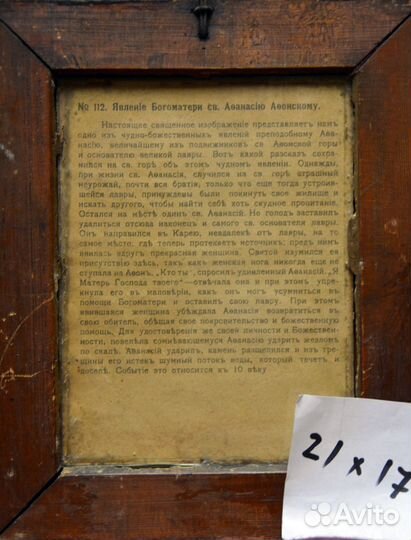 № 112. Явленіе Богоматери св. Аѳанасію Аѳонскому.
Настоящее священное изображеніе представляетъ намъ
одно изъ чудно-божественныхъ явленій преподобному Аѳа-
насію, величайшему изъ подвижниковъ св. Аѳонской горы
и основателю великой лавры. Вотъ какой разсказъ сохра-
нился на св. горѣ объ этомъ чудномъ явленіи. Однажды,
при жизни св. Аѳанасія, случился на св. горѣ страшный
неурожай, почти вся братія, только что еще тогда устроив-
шейся лавры, принуждены были покинуть свое жилище и
искать другого, чтобы найти себѣ хоть скудное пропитаніе.
Остался на мѣстѣ одинъ св. Аѳанасій. Но голодъ заставилъ
удалиться отсюда наконецъ и самого св. основателя лавры.
Онъ направился въ Карею, невдалекѣ отъ лавры, на то
самое мѣсто, гдѣ теперь протекаетъ источникъ; предъ нимъ
явилась вдругъ прекрасная женщина. Святой изумился ея
присутствію здѣсь, такъ какъ женская нога никогда еще не
ступала на Аѳонъ. „Кто ты", спросилъ удивленный Аѳанасій. „Я
Матерь Господа твоего"—отвѣчала она и при этомъ упре-
кнула его въ маловѣріи, какъ онъ могъ усумниться въ
помощи Богоматери и оставилъ свою лавру. При этомъ
явившаяся женщина убѣждала Аѳанасія возвратиться въ
свою обитель, обѣщая свое покровительство и божественную
помощь. Для удостовѣренія же своей личности и Божествен-
ности, повелѣла сомнѣвающемуся Аѳанасію ударить жезломъ
по скалѣ. Аѳанасій ударилъ, камень разщепился и изъ тре-
щины его истекъ шумный потокъ воды, который течетъ и
доселѣ. Событіе это относится къ 10 вѣку
21 x 17
Avito